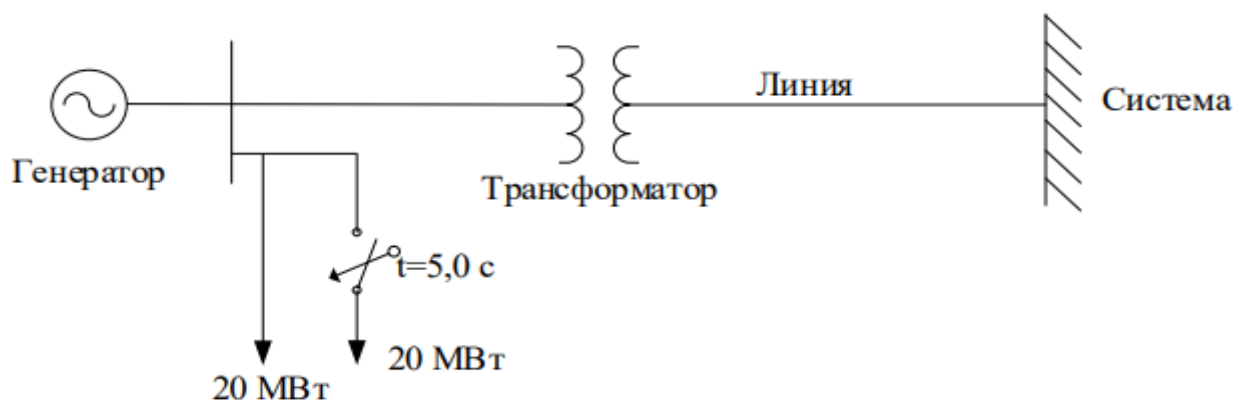 Линия
Система
Генератор
Трансформатор
t=5,0 с
20 МВт
20 МВт